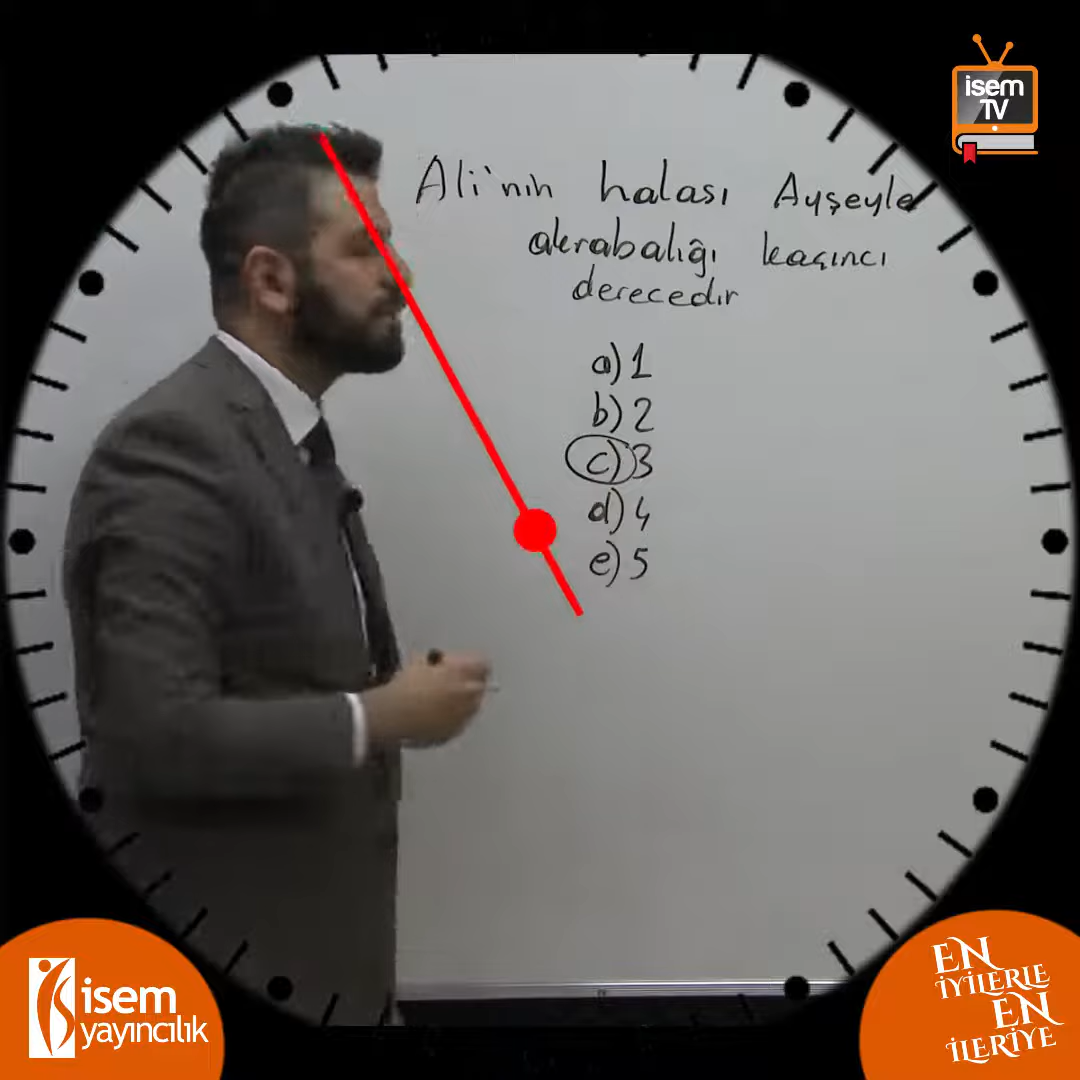 isem
TV
Ali'nin halası Ayşeyle
akrabalığı kaçıncı
derecedir
a) 1
b) 2
c) 3
d) 4
e) 5
isem
yayıncılık
EN
İYİLERLE
EN
İLERİYE